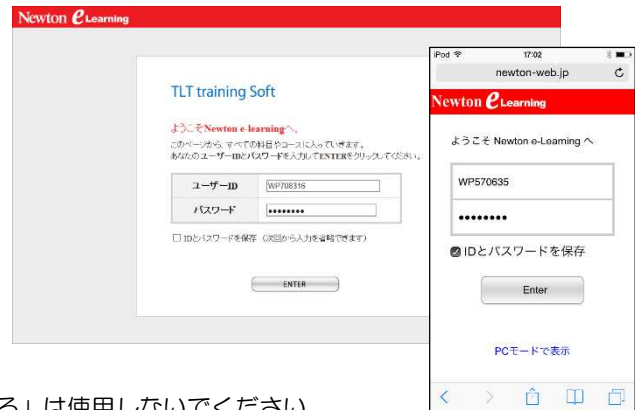 Newton eLearning
TLT training Soft
ようこそNewton e-learningへ。
このページから、すべての科目やコースに入っていきます。
あなたのユーザーIDとパスワードを入力してENTERをクリックしてください。
ユーザーID WP708316
パスワード ••••••••
IDとパスワードを保存（次回から入力を省略できます）
ENTER
iPod 17:02
newton-web.jp
Newton eLearning
ようこそ Newton e-Learning へ
WP570635
••••••••
IDとパスワードを保存
Enter
PCモードで表示
る」は使用しないでください